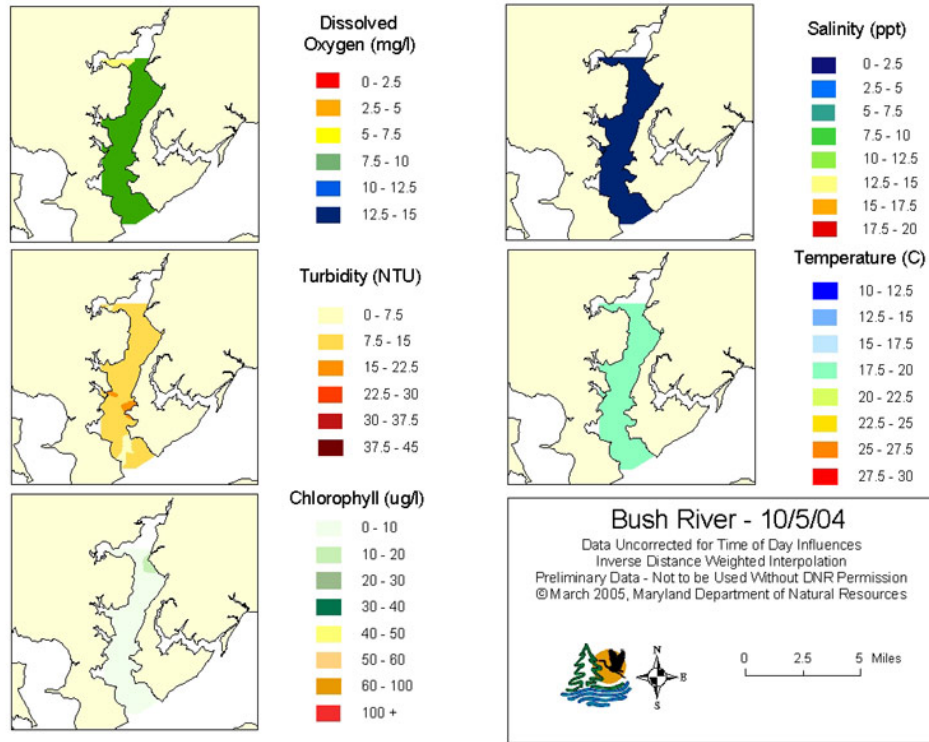 Dissolved
Oxygen (mg/l)
0 - 2.5
2.5 - 5
5 - 7.5
7.5 - 10
10 - 12.5
12.5 - 15
Salinity (ppt)
0 - 2.5
2.5 - 5
5 - 7.5
7.5 - 10
10 - 12.5
12.5 - 15
15 - 17.5
17.5 - 20
Turbidity (NTU)
0 - 7.5
7.5 - 15
15 - 22.5
22.5 - 30
30 - 37.5
37.5 - 45
Temperature (C)
10 - 12.5
12.5 - 15
15 - 17.5
17.5 - 20
20 - 22.5
22.5 - 25
25 - 27.5
27.5 - 30
Chlorophyll (ug/l)
0 - 10
10 - 20
20 - 30
30 - 40
40 - 50
50 - 60
60 - 100
100 +
Bush River - 10/5/04
Data Uncorrected for Time of Day Influences
Inverse Distance Weighted Interpolation
Preliminary Data - Not to be Used Without DNR Permission
©March 2005, Maryland Department of Natural Resources
N
E
S
0 2.5 5 Miles